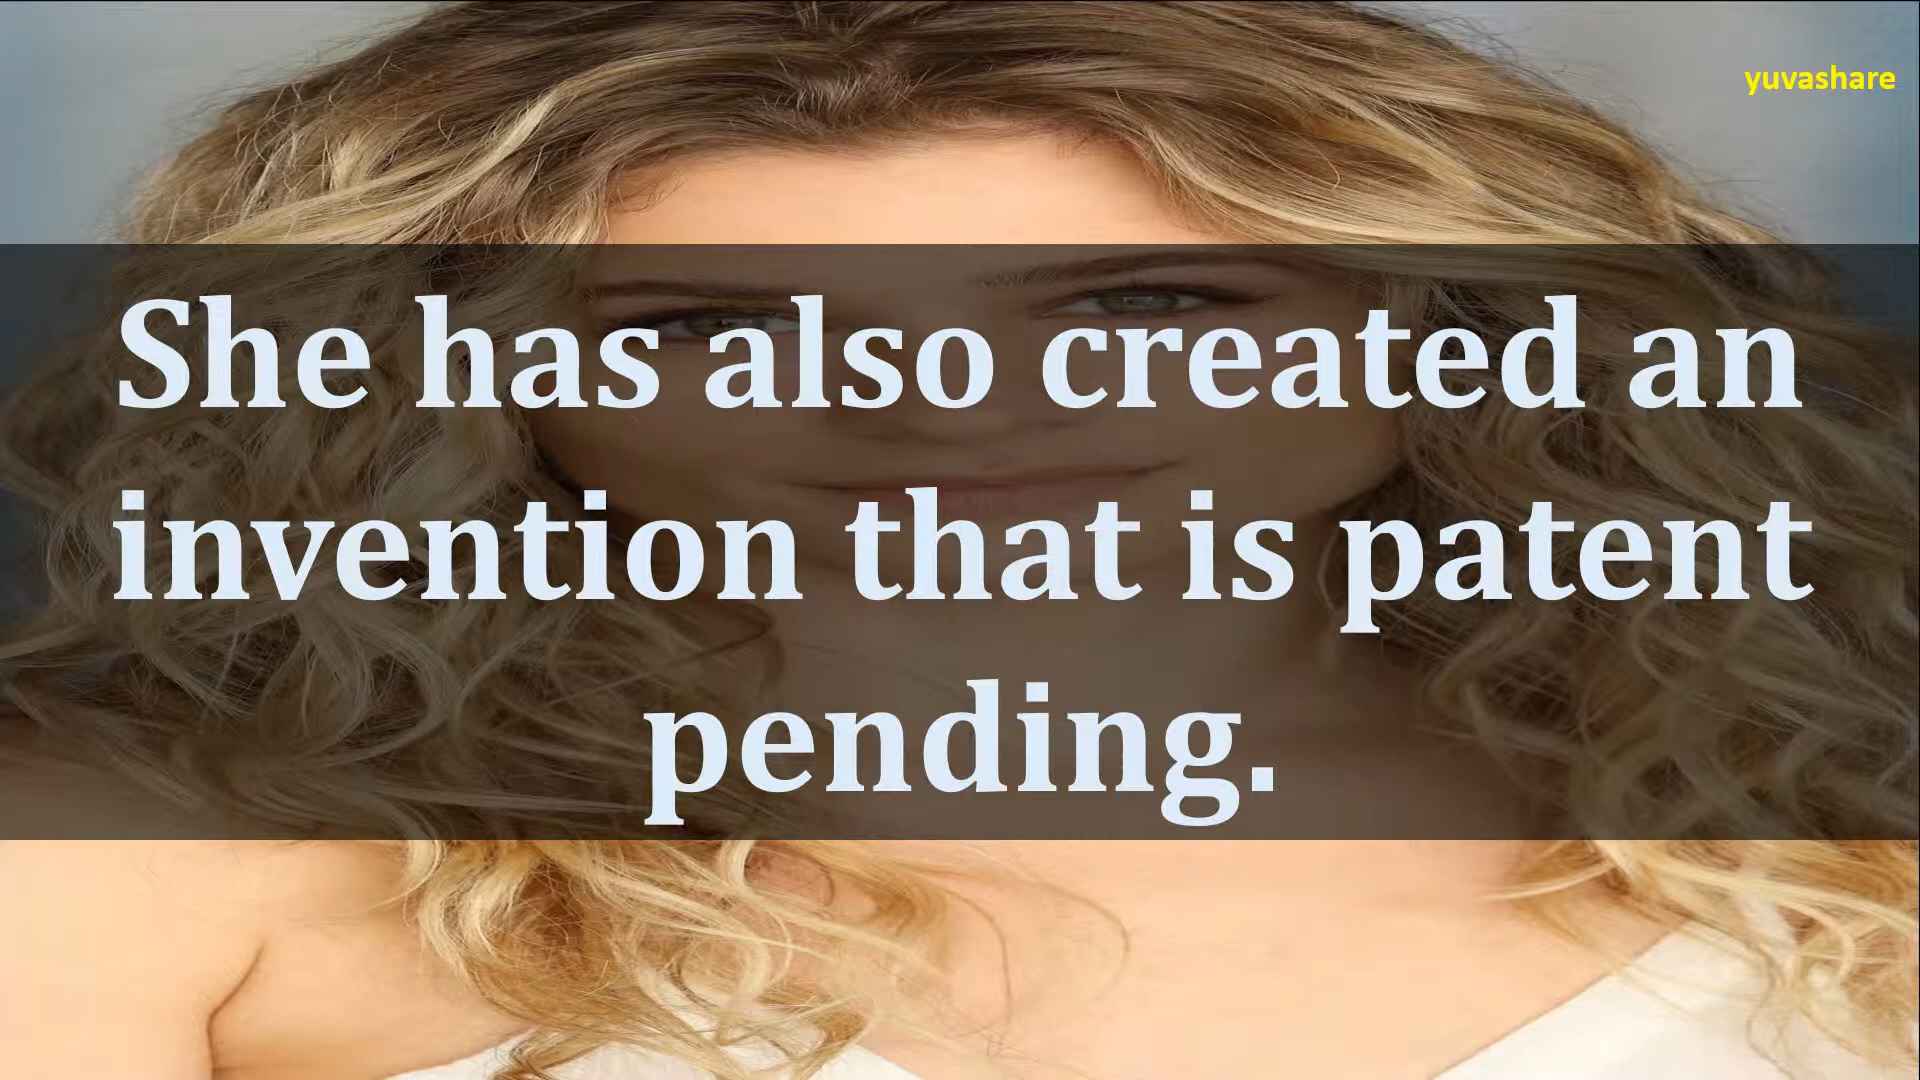 yuvashare
She has also created an
invention that is patent
pending.